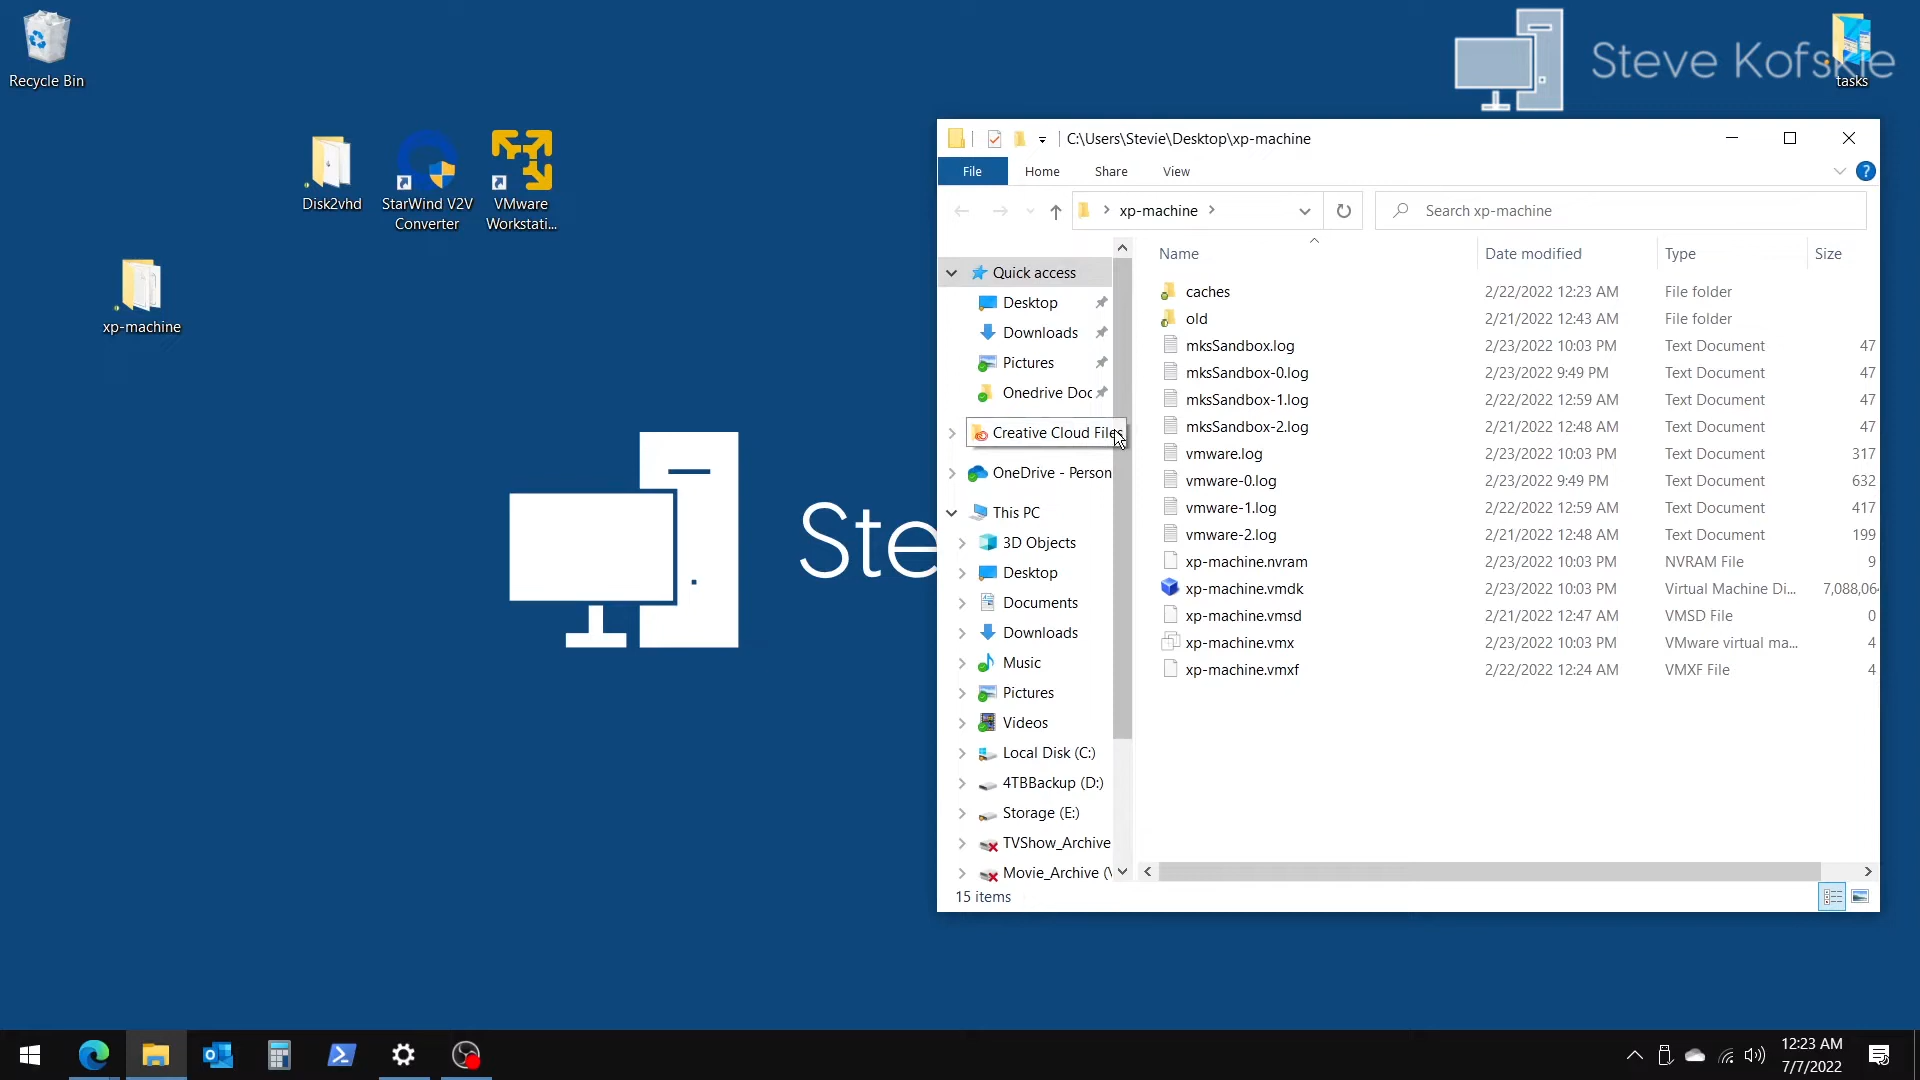 Recycle Bin
Steve Kofskie
tasks
Disk2vhd
StarWind V2V
Converter
VMware
Workstati...
xp-machine
Ste
C:\Users\Stevie\Desktop\xp-machine
File
Home
Share
View
?
xp-machine
Search xp-machine
Name
Date modified
Type
Size
Quick access
Desktop
Downloads
Pictures
Onedrive Doc
Creative Cloud Files
OneDrive - Person
This PC
3D Objects
Desktop
Documents
Downloads
Music
Pictures
Videos
Local Disk (C:)
4TBBackup (D:)
Storage (E:)
TVShow_Archive
Movie_Archive (
caches 2/22/2022 12:23 AM File folder
old 2/21/2022 12:43 AM File folder
mksSandbox.log 2/23/2022 10:03 PM Text Document 47
mksSandbox-0.log 2/23/2022 9:49 PM Text Document 47
mksSandbox-1.log 2/22/2022 12:59 AM Text Document 47
mksSandbox-2.log 2/21/2022 12:48 AM Text Document 47
vmware.log 2/23/2022 10:03 PM Text Document 317
vmware-0.log 2/23/2022 9:49 PM Text Document 632
vmware-1.log 2/22/2022 12:59 AM Text Document 417
vmware-2.log 2/21/2022 12:48 AM Text Document 199
xp-machine.nvram 2/23/2022 10:03 PM NVRAM File 9
xp-machine.vmdk 2/23/2022 10:03 PM Virtual Machine Di... 7,088,06
xp-machine.vmsd 2/21/2022 12:47 AM VMSD File 0
xp-machine.vmx 2/23/2022 10:03 PM VMware virtual ma... 4
xp-machine.vmxf 2/22/2022 12:24 AM VMXF File 4
15 items
12:23 AM
7/7/2022